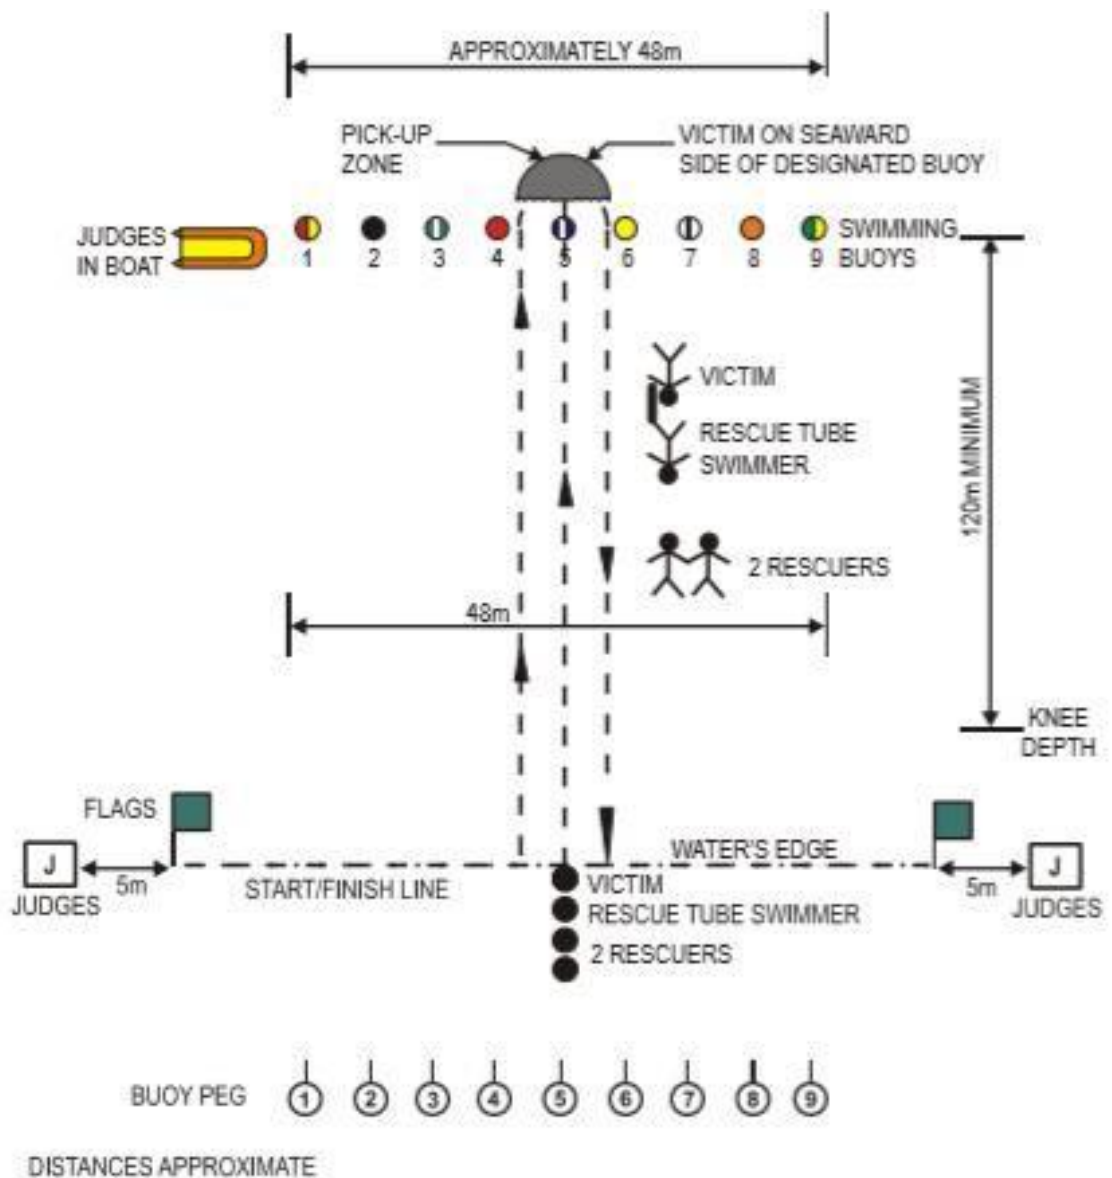 APPROXIMATELY 48m
PICK-UP
ZONE
VICTIM ON SEAWARD
SIDE OF DESIGNATED BUOY
JUDGES
IN BOAT
1 2 3 4 5 6 7 8 9
SWIMMING
BUOYS
VICTIM
RESCUE TUBE
SWIMMER
120m MINIMUM
2 RESCUERS
48m
KNEE
DEPTH
FLAGS
J
5m
JUDGES
START/FINISH LINE
WATER'S EDGE
J
5m
JUDGES
VICTIM
RESCUE TUBE SWIMMER
2 RESCUERS
BUOY PEG
1 2 3 4 5 6 7 8 9
DISTANCES APPROXIMATE